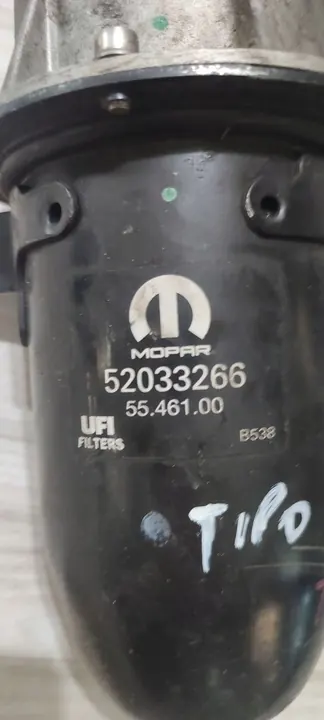 MOPAR
52033266
55.461.00
UFI
FILTERS
B538
TIPO